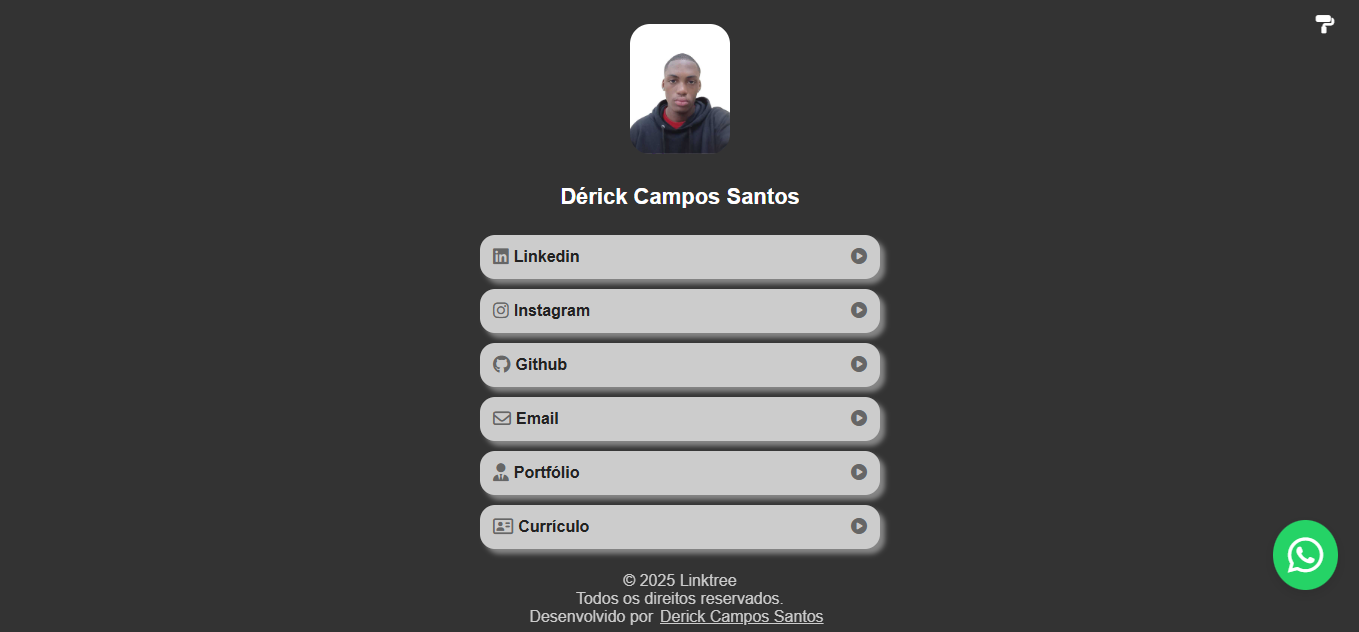 Dérick Campos Santos
Linkedin
Instagram
Github
Email
Portfólio
Currículo
© 2025 Linktree
Todos os direitos reservados.
Desenvolvido por Derick Campos Santos